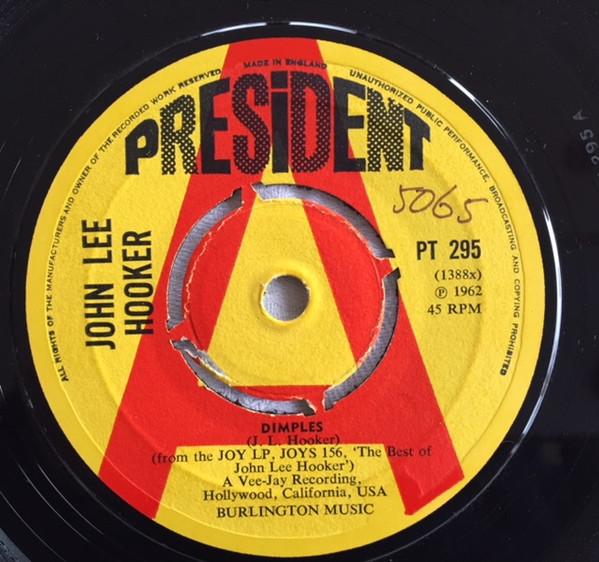 MADE IN ENGLAND
ALL RIGHTS OF THE MANUFACTURERS AND OWNER OF THE RECORDED WORK RESERVED
UNAUTHORIZED PUBLIC PERFORMANCE, BROADCASTING AND COPYING PROHIBITED
PRESiDENT
A
5065
JOHN LEE
HOOKER
PT 295
(1388x)
℗ 1962
45 RPM
DIMPLES
(J. L. Hooker)
(from the JOY LP, JOYS 156, 'The Best of
John Lee Hooker')
A Vee-Jay Recording,
Hollywood, California, USA
BURLINGTON MUSIC